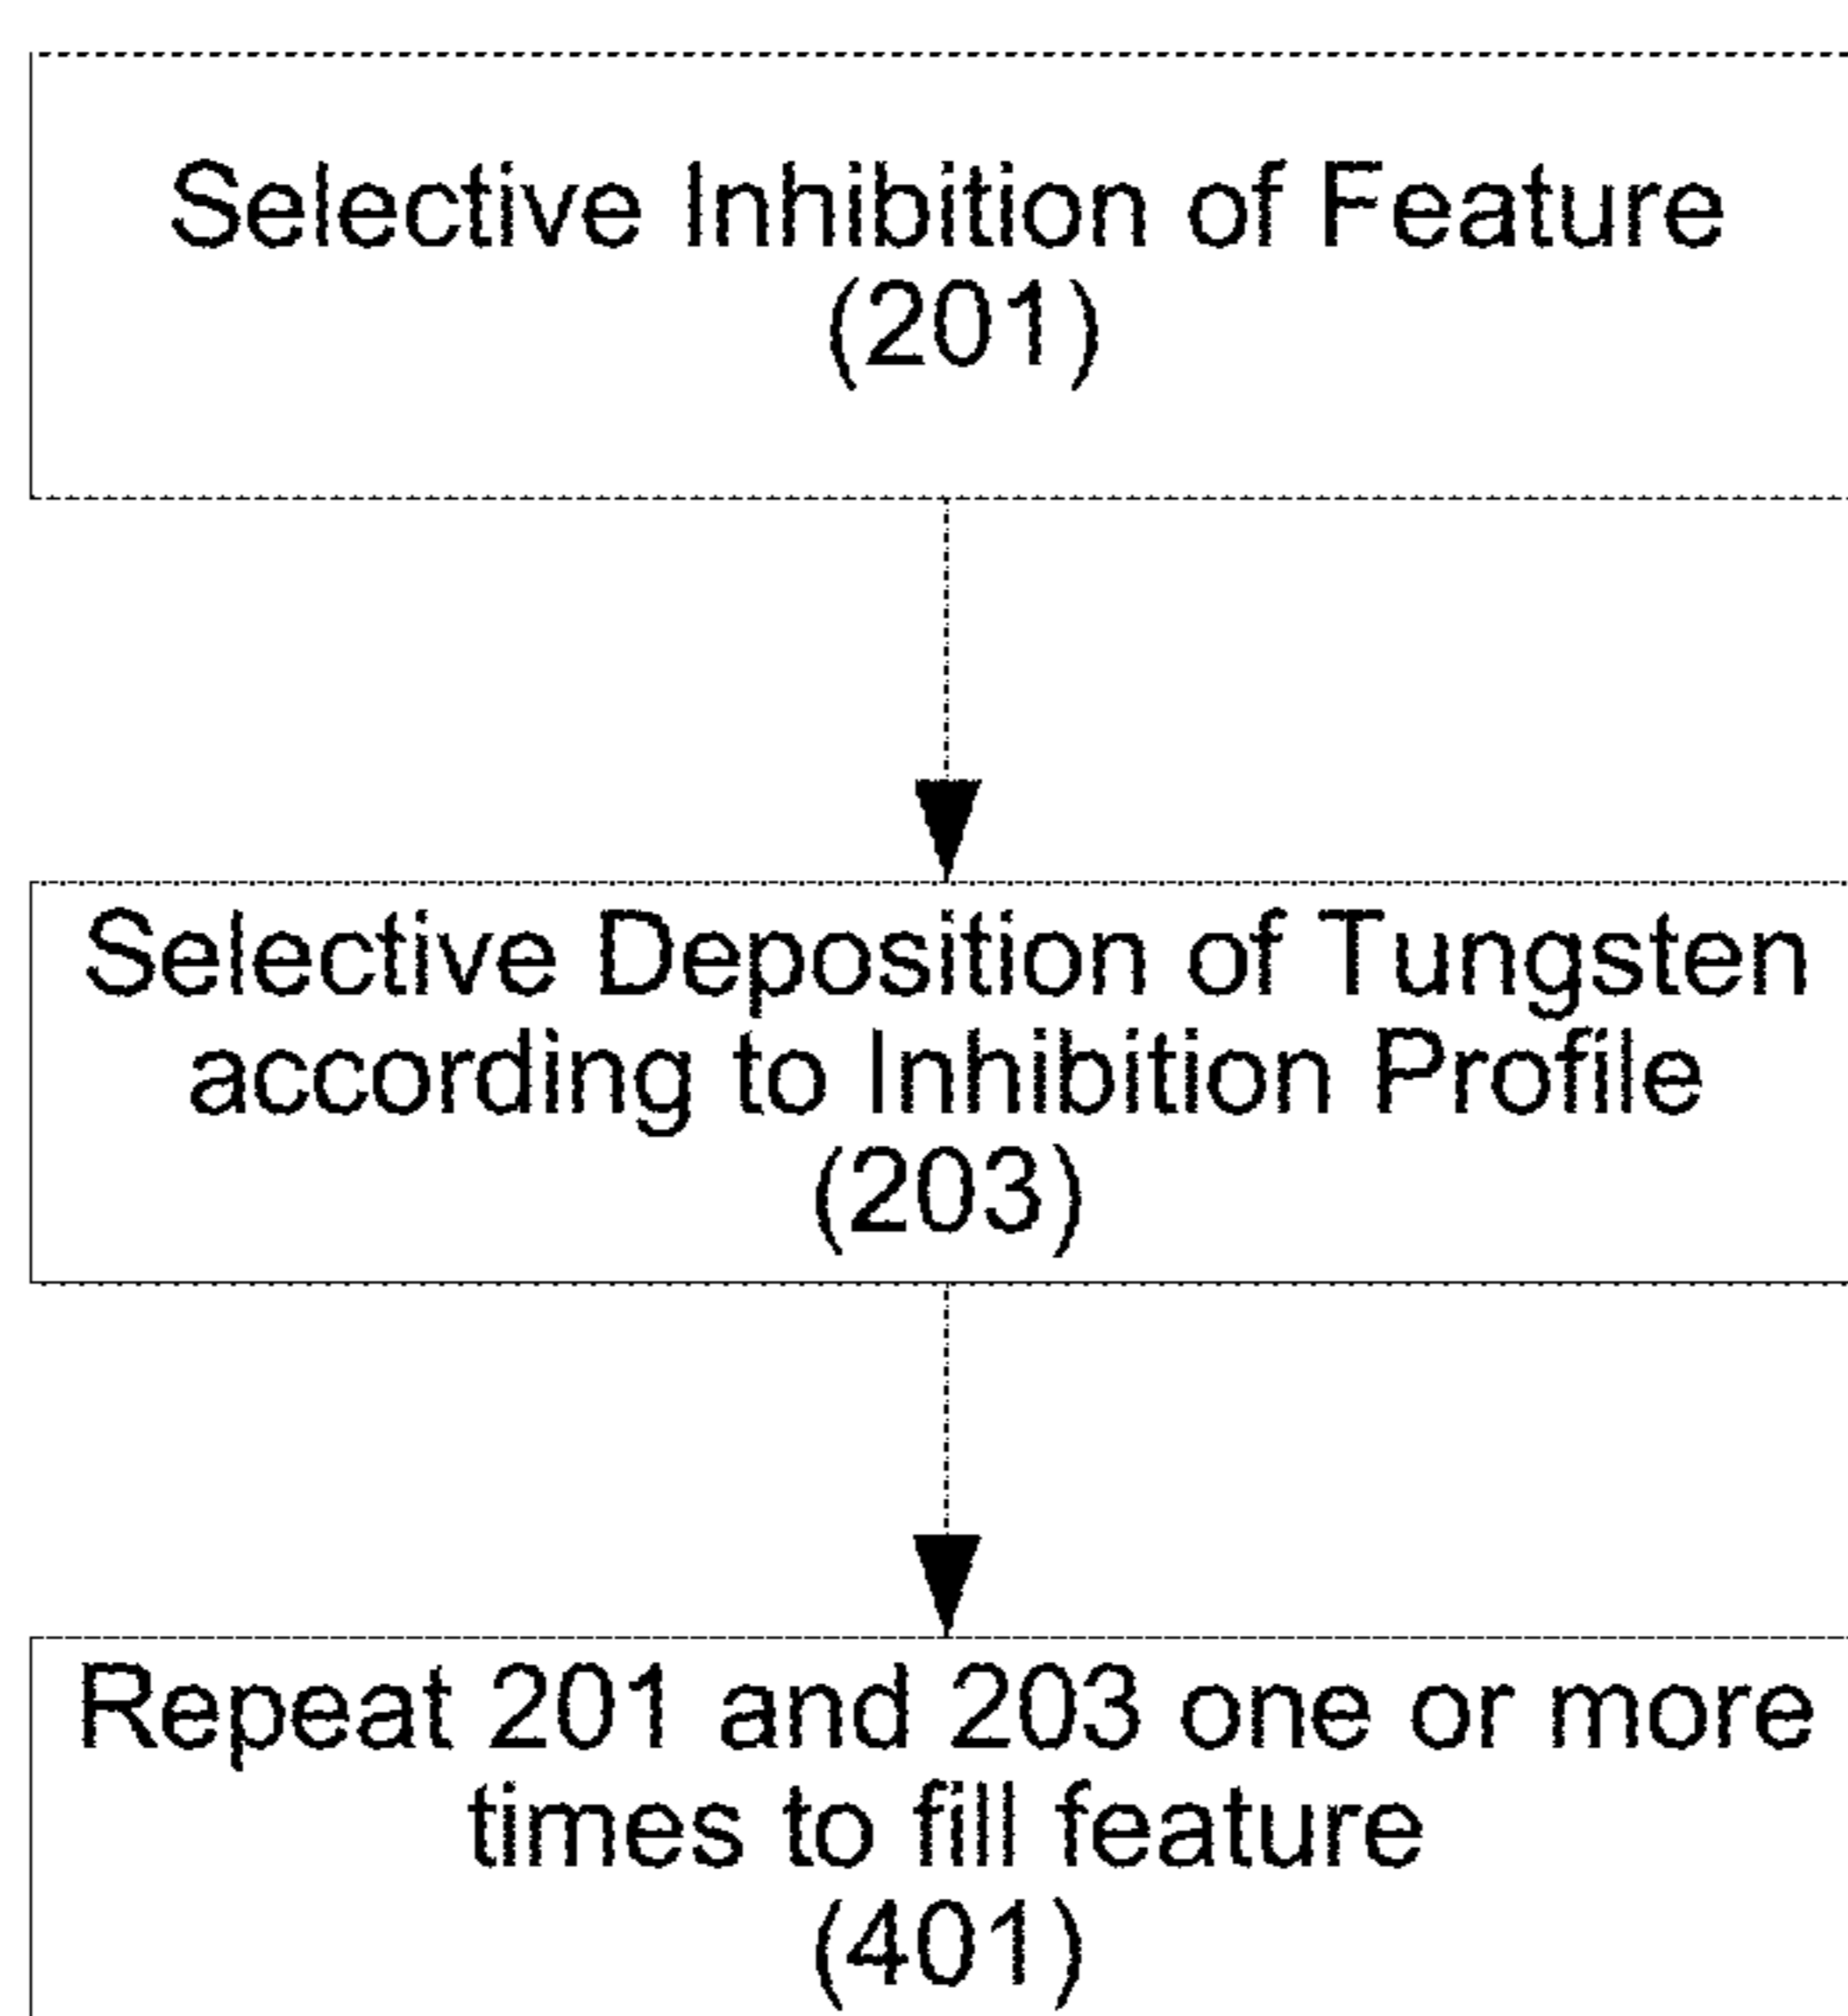 Selective Inhibition of Feature
(201)
Selective Deposition of Tungsten
according to Inhibition Profile
(203)
Repeat 201 and 203 one or more
times to fill feature
(401)